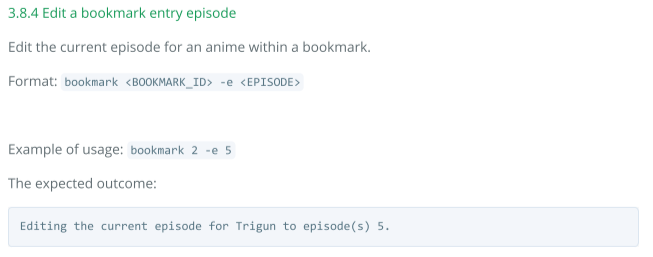 3.8.4 Edit a bookmark entry episode
Edit the current episode for an anime within a bookmark.
Format: bookmark <BOOKMARK_ID> -e <EPISODE>
Example of usage: bookmark 2 -e 5
The expected outcome:
Editing the current episode for Trigun to episode(s) 5.